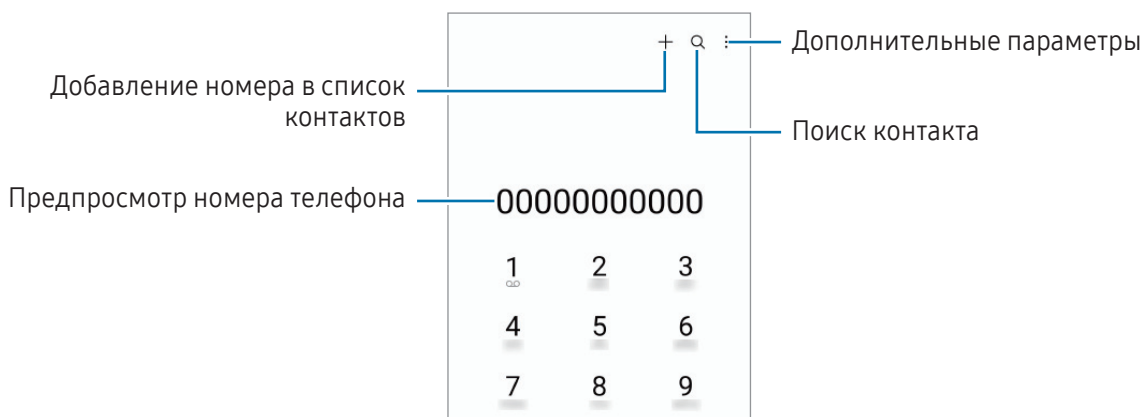 Дополнительные параметры
Добавление номера в список
контактов
Поиск контакта
Предпросмотр номера телефона
00000000000
1 2 3
4 5 6
7 8 9